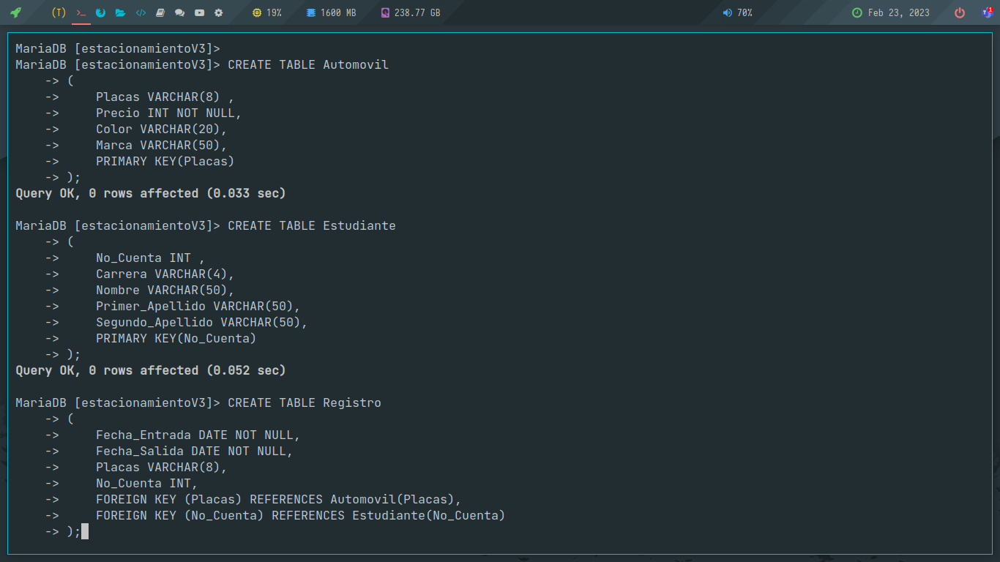 (T) >_ </> 19% 1600 MB 238.77 GB 70% Feb 23, 2023 T 1
MariaDB [estacionamientoV3]>
MariaDB [estacionamientoV3]> CREATE TABLE Automovil
    -> (
    ->     Placas VARCHAR(8) ,
    ->     Precio INT NOT NULL,
    ->     Color VARCHAR(20),
    ->     Marca VARCHAR(50),
    ->     PRIMARY KEY(Placas)
    -> );
Query OK, 0 rows affected (0.033 sec)
MariaDB [estacionamientoV3]> CREATE TABLE Estudiante
    -> (
    ->     No_Cuenta INT ,
    ->     Carrera VARCHAR(4),
    ->     Nombre VARCHAR(50),
    ->     Primer_Apellido VARCHAR(50),
    ->     Segundo_Apellido VARCHAR(50),
    ->     PRIMARY KEY(No_Cuenta)
    -> );
Query OK, 0 rows affected (0.052 sec)
MariaDB [estacionamientoV3]> CREATE TABLE Registro
    -> (
    ->     Fecha_Entrada DATE NOT NULL,
    ->     Fecha_Salida DATE NOT NULL,
    ->     Placas VARCHAR(8),
    ->     No_Cuenta INT,
    ->     FOREIGN KEY (Placas) REFERENCES Automovil(Placas),
    ->     FOREIGN KEY (No_Cuenta) REFERENCES Estudiante(No_Cuenta)
    -> );